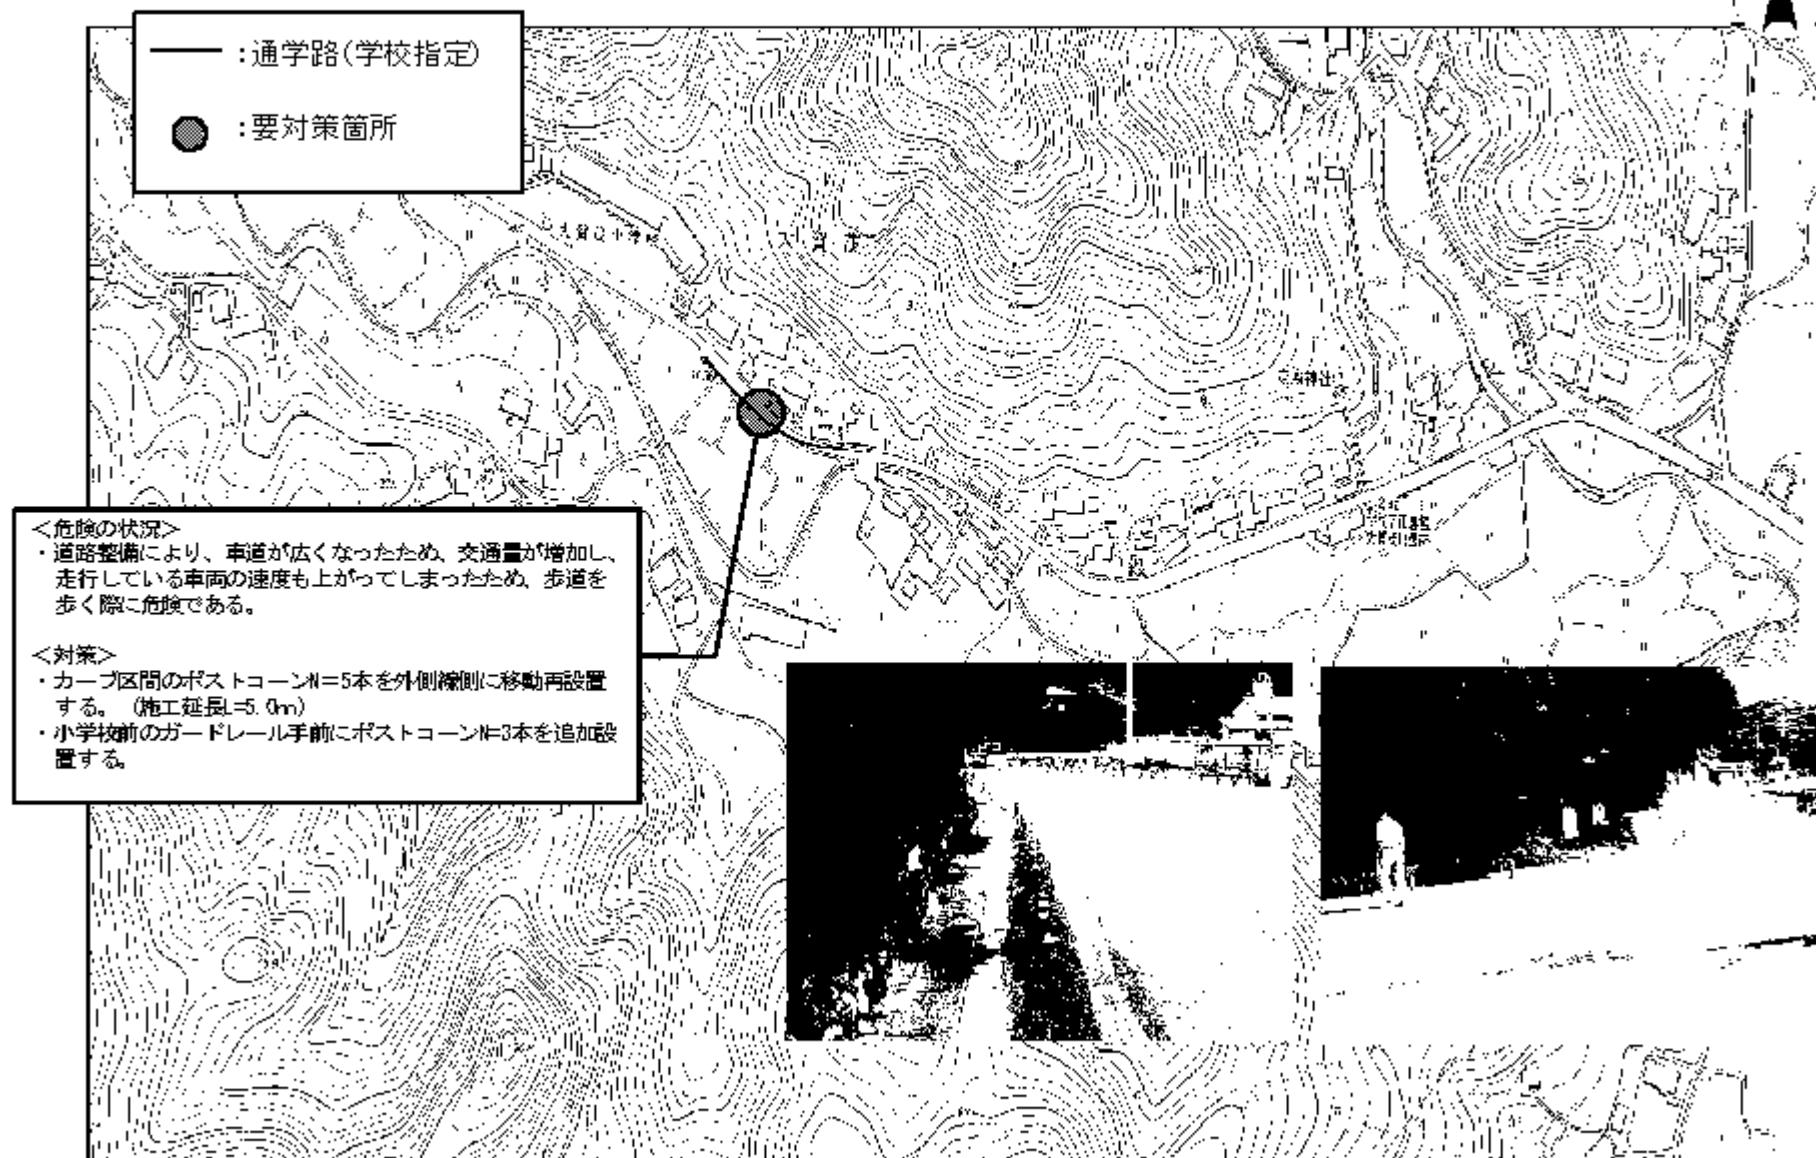 ：通学路（学校指定）
：要対策箇所
＜危険の状況＞
・道路整備により、車道が広くなったため、交通量が増加し、
走行している車両の速度も上がってしまったため、歩道を
歩く際に危険である。
＜対策＞
・カーブ区間のポストコーンN=5本を外側線側に移動再設置
する。（施工延長L=5.0m）
・小学校前のガードレール手前にポストコーンN=3本を追加設
置する。